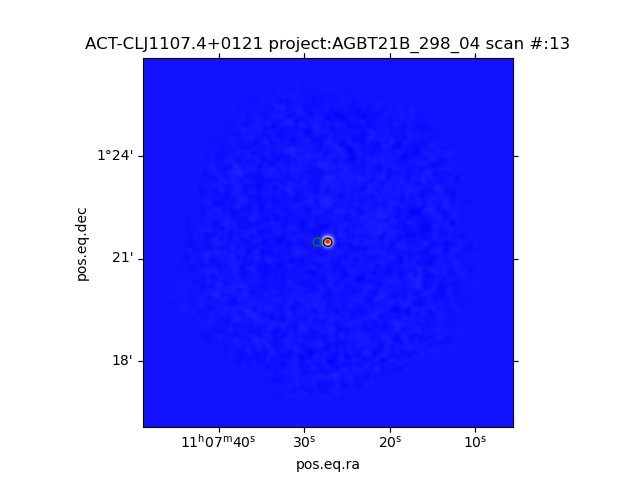 ACT-CLJ1107.4+0121 project:AGBT21B_298_04 scan #:13
1°24'
21'
18'
pos.eq.dec
11ʰ07ᵐ40ˢ 30ˢ 20ˢ 10ˢ
pos.eq.ra